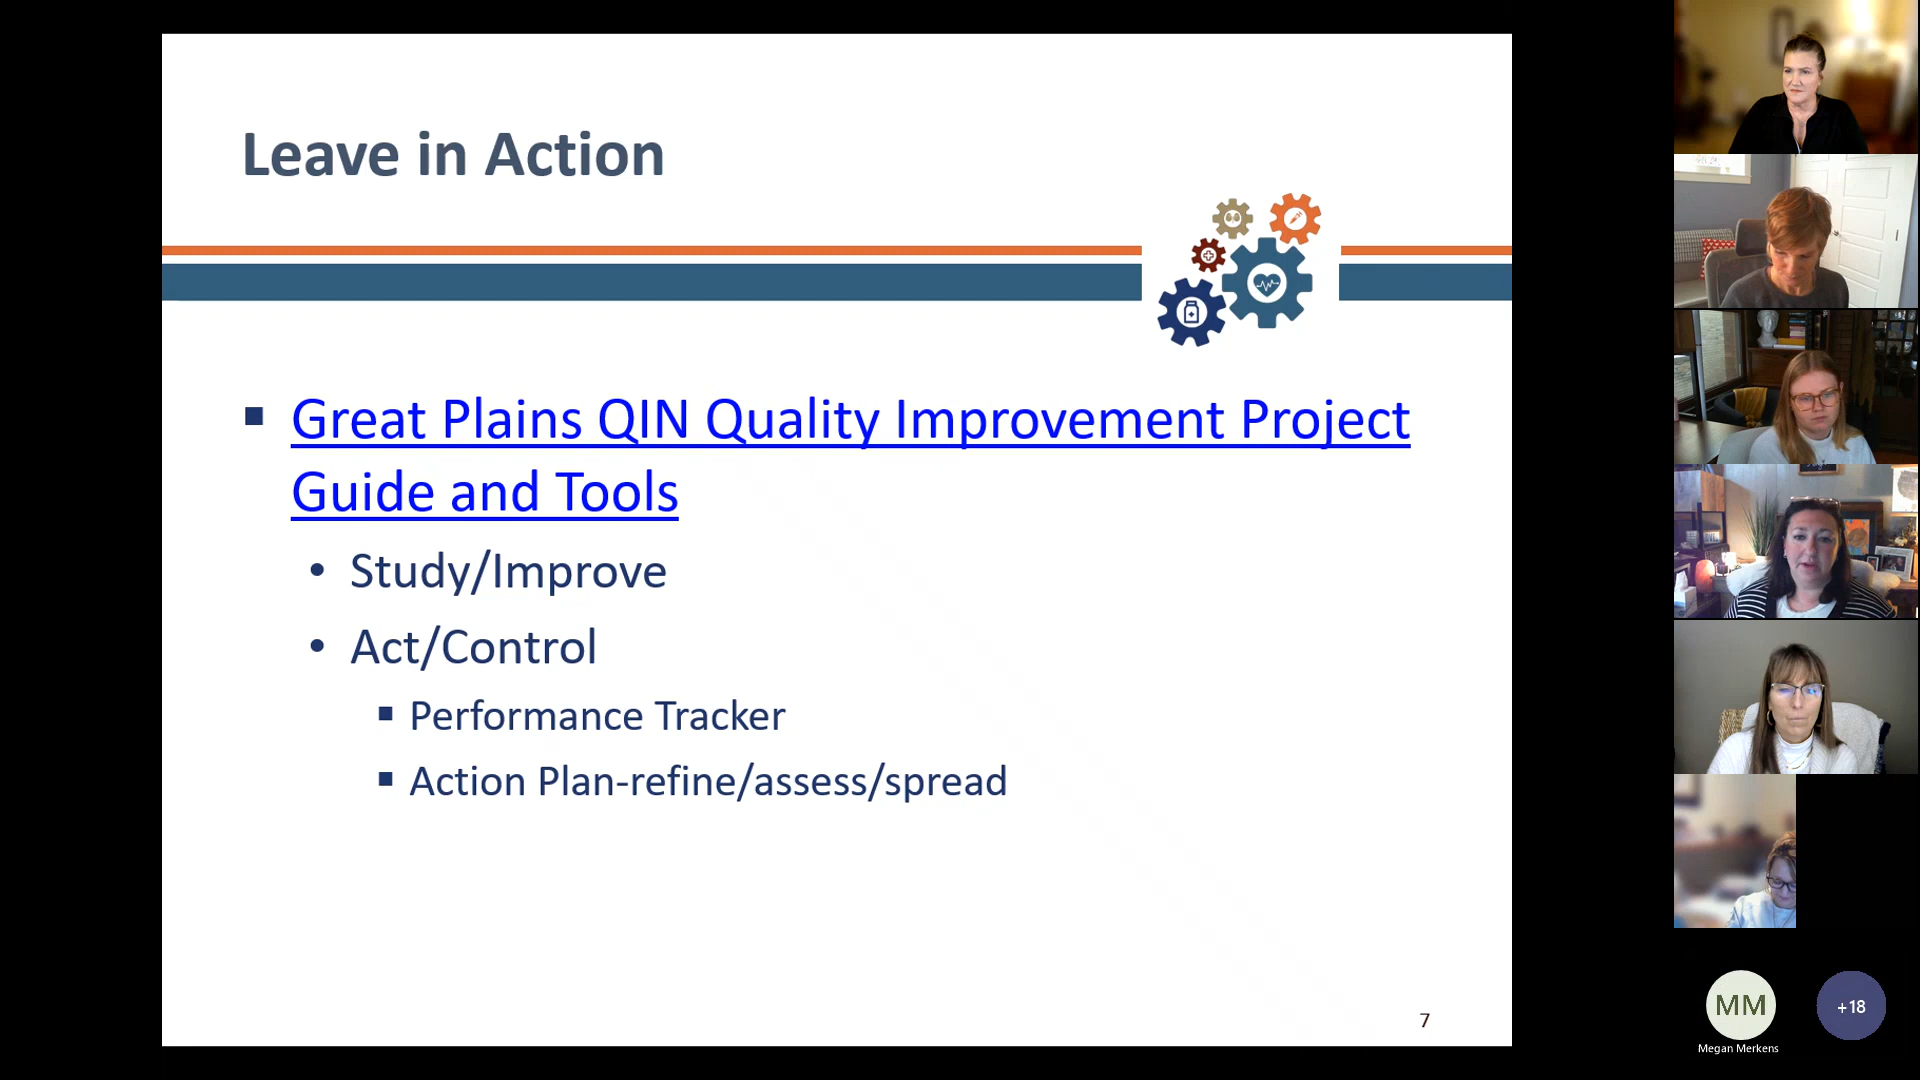 Leave in Action
Great Plains QIN Quality Improvement Project
Guide and Tools
Study/Improve
Act/Control
Performance Tracker
Action Plan-refine/assess/spread
7
MM
+18
Megan Merkens